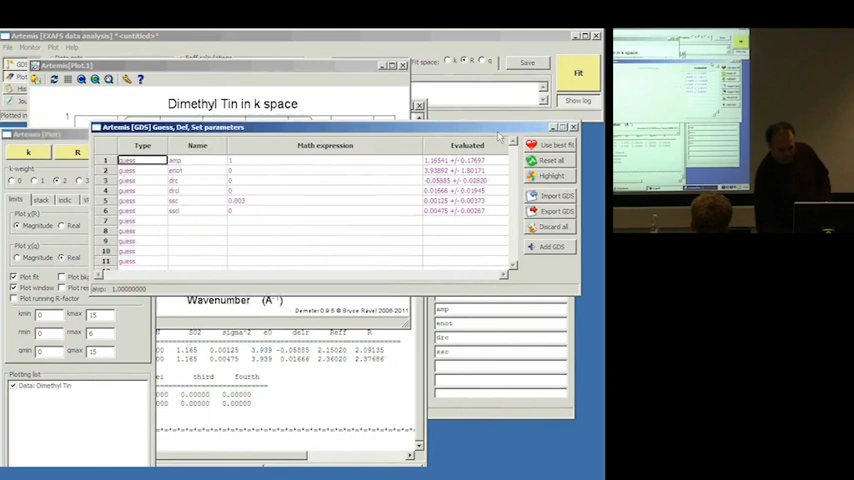 Artemis [EXAFS data analysis] *<untitled>*
File Monitor Plot Help
GDS
Fit space: k R q
Save
Fit
Show log
Artemis[Plot.1]
Dimethyl Tin in k space
Plotted in
Artemis [Plot]
k R
k-weight
0 1 2 3
limits stack indic
Plot χ(R)
Magnitude Real
Plot χ(q)
Magnitude Real
Plot fit Plot bkg
Plot window
Plot running R-factor
kmin 0 kmax 15
rmin 0 rmax 6
qmin 0 qmax 15
Plotting list
Data: Dimethyl Tin
Artemis [GDS] Guess, Def, Set parameters
Type Name Math expression Evaluated
1 guess amp 1 1.16541 +/- 0.17697
2 guess enot 0 3.93892 +/- 1.80171
3 guess drc 0 -0.05885 +/- 0.02820
4 guess drcl 0 0.01666 +/- 0.01945
5 guess ssc 0.003 0.00125 +/- 0.00373
6 guess sscl 0 0.00475 +/- 0.00267
7 guess
8 guess
9 guess
10 guess
11 guess
Use best fit
Reset all
Highlight
Import GDS
Export GDS
Discard all
Add GDS
amp: 1.00000000
Wavenumber (Å⁻¹)
Demeter 0.9.5 © Bruce Ravel 2006-2011
S02 sigma^2 e0 delr Reff R
00 1.165 0.00125 3.939 -0.05885 2.15020 2.09135
00 1.165 0.00475 3.939 0.01666 2.36020 2.37686
ei third fourth
000 0.00000 0.00000
000 0.00000 0.00000
amp
enot
drc
ssc